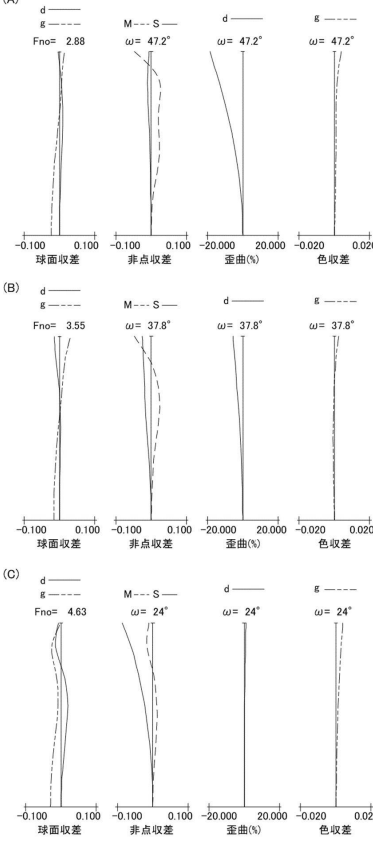 (A)
d
g
Fno= 2.88
M S
ω= 47.2°
d
ω= 47.2°
g
ω= 47.2°
-0.100 0.100
球面収差
-0.100 0.100
非点収差
-20.000 20.000
歪曲(%)
-0.020 0.020
色収差
(B)
d
g
Fno= 3.55
M S
ω= 37.8°
d
ω= 37.8°
g
ω= 37.8°
-0.100 0.100
球面収差
-0.100 0.100
非点収差
-20.000 20.000
歪曲(%)
-0.020 0.020
色収差
(C)
d
g
Fno= 4.63
M S
ω= 24°
d
ω= 24°
g
ω= 24°
-0.100 0.100
球面収差
-0.100 0.100
非点収差
-20.000 20.000
歪曲(%)
-0.020 0.02
色収差